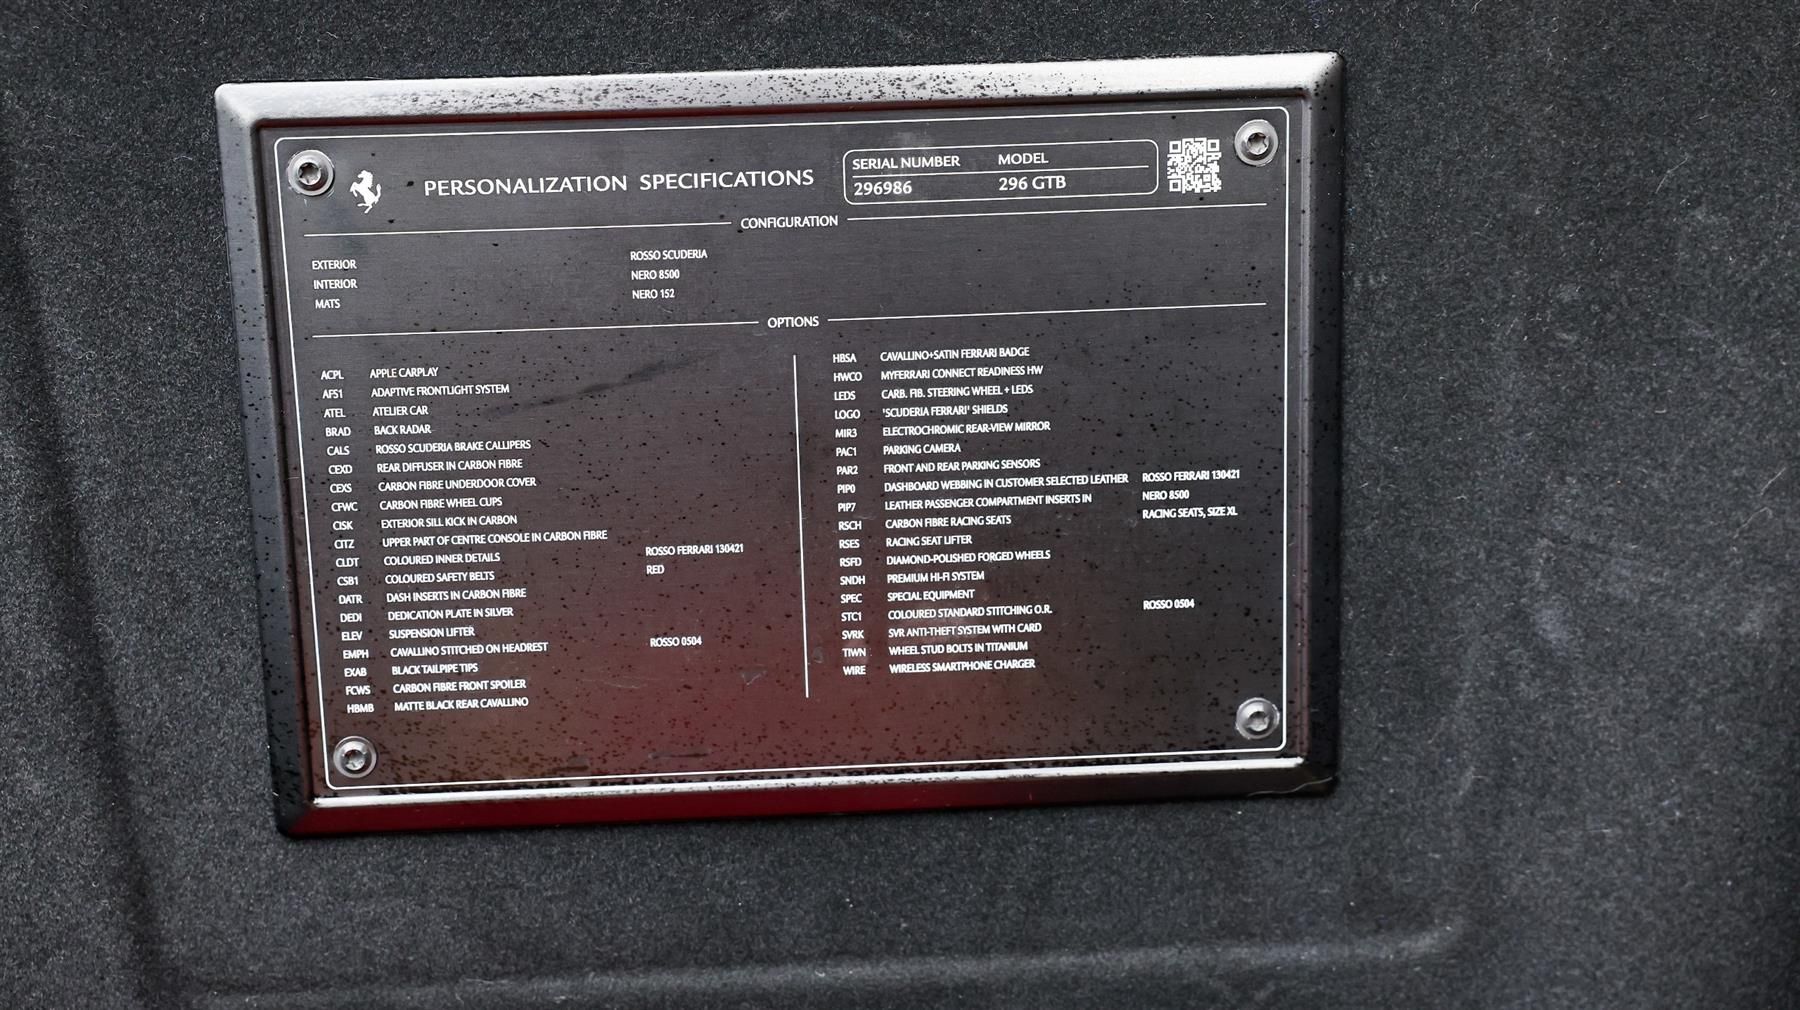 PERSONALIZATION SPECIFICATIONS
SERIAL NUMBER MODEL
296986 296 GTB
CONFIGURATION
EXTERIOR ROSSO SCUDERIA
INTERIOR NERO 8500
MATS NERO 152
OPTIONS
ACPL APPLE CARPLAY
AFS1 ADAPTIVE FRONTLIGHT SYSTEM
ATEL ATELIER CAR
BRAD BACK RADAR
CALS ROSSO SCUDERIA BRAKE CALLIPERS
CEXD REAR DIFFUSER IN CARBON FIBRE
CEXS CARBON FIBRE UNDERDOOR COVER
CFWC CARBON FIBRE WHEEL CUPS
CISK EXTERIOR SILL KICK IN CARBON
CITZ UPPER PART OF CENTRE CONSOLE IN CARBON FIBRE
CLDT COLOURED INNER DETAILS ROSSO FERRARI 130421
CSB1 COLOURED SAFETY BELTS RED
DATR DASH INSERTS IN CARBON FIBRE
DEDI DEDICATION PLATE IN SILVER
ELEV SUSPENSION LIFTER
EMPH CAVALLINO STITCHED ON HEADREST ROSSO 0504
EXAB BLACK TAILPIPE TIPS
FCWS CARBON FIBRE FRONT SPOILER
HBMB MATTE BLACK REAR CAVALLINO
HBSA CAVALLINO+SATIN FERRARI BADGE
HWCO MYFERRARI CONNECT READINESS HW
LEDS CARB. FIB. STEERING WHEEL + LEDS
LOGO 'SCUDERIA FERRARI' SHIELDS
MIR3 ELECTROCHROMIC REAR-VIEW MIRROR
PAC1 PARKING CAMERA
PAR2 FRONT AND REAR PARKING SENSORS
PIP0 DASHBOARD WEBBING IN CUSTOMER SELECTED LEATHER ROSSO FERRARI 130421
PIP7 LEATHER PASSENGER COMPARTMENT INSERTS IN NERO 8500
RSCH CARBON FIBRE RACING SEATS RACING SEATS, SIZE XL
RSES RACING SEAT LIFTER
RSFD DIAMOND-POLISHED FORGED WHEELS
SNDH PREMIUM HI-FI SYSTEM
SPEC SPECIAL EQUIPMENT
STC1 COLOURED STANDARD STITCHING O.R. ROSSO 0504
SVRK SVR ANTI-THEFT SYSTEM WITH CARD
TIWN WHEEL STUD BOLTS IN TITANIUM
WIRE WIRELESS SMARTPHONE CHARGER